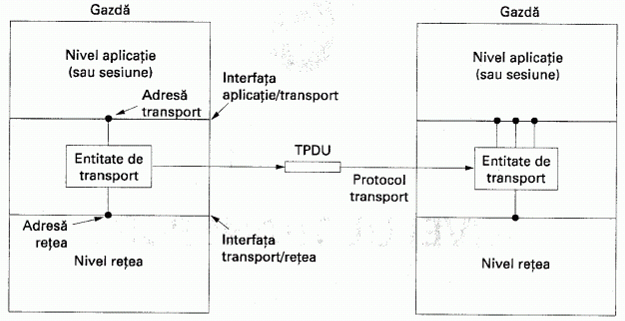 Gazdă
Nivel aplicație
(sau sesiune)
Adresă
transport
Interfața
aplicație/transport
Entitate de
transport
TPDU
Protocol
transport
Adresă
rețea
Interfața
transport/rețea
Nivel rețea
Gazdă
Nivel aplicație
(sau sesiune)
Entitate de
transport
Nivel rețea